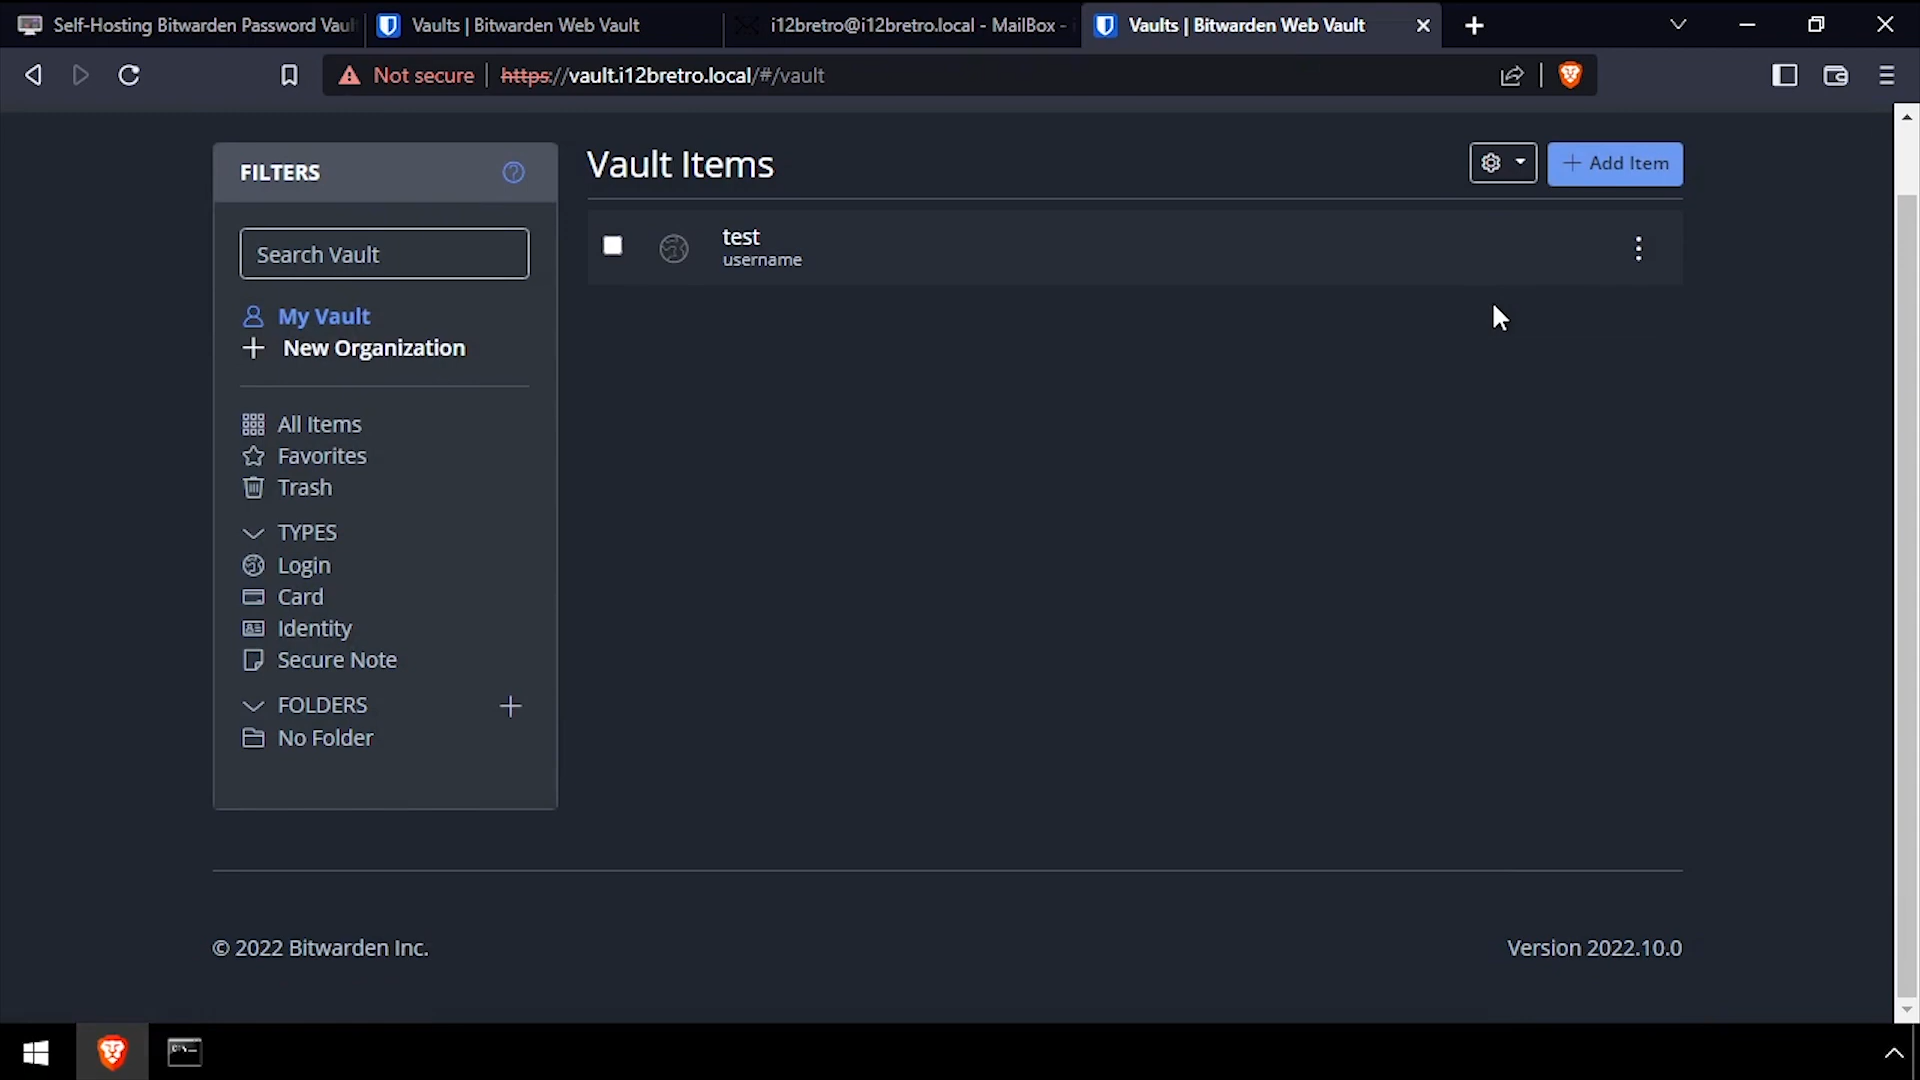 Self-Hosting Bitwarden Password Vau
Vaults | Bitwarden Web Vault
i12bretro@i12bretro.local - MailBox -
Vaults | Bitwarden Web Vault
Not secure
https://vault.i12bretro.local/#/vault
FILTERS
Search Vault
My Vault
New Organization
All Items
Favorites
Trash
TYPES
Login
Card
Identity
Secure Note
FOLDERS
No Folder
Vault Items
Add Item
test
username
© 2022 Bitwarden Inc.
Version 2022.10.0